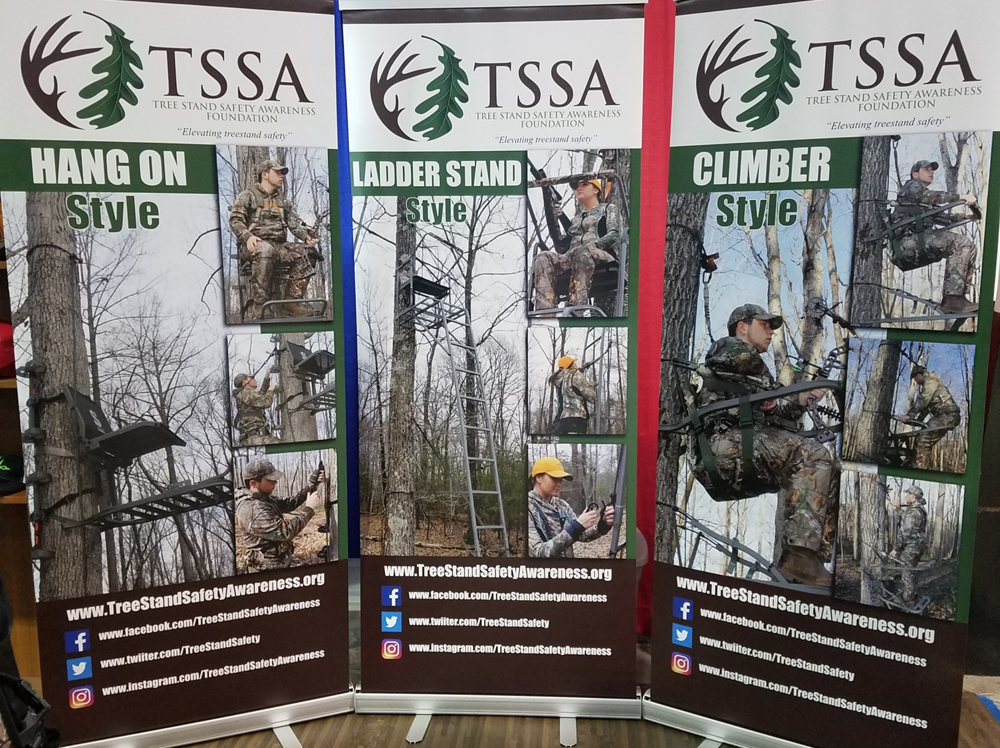 TSSA
TREE STAND SAFETY AWARENESS
FOUNDATION
“Elevating treestand safety”
HANG ON
Style
www.TreeStandSafetyAwareness.org
www.facebook.com/TreeStandSafetyAwareness
www.twiiter.com/TreeStandSafety
www.instagram.com/TreeStandSafetyAwareness
TSSA
TREE STAND SAFETY AWARENESS
FOUNDATION
“Elevating treestand safety”
LADDER STAND
Style
www.TreeStandSafetyAwareness.org
www.facebook.com/TreeStandSafetyAwareness
www.twiiter.com/TreeStandSafety
www.instagram.com/TreeStandSafetyAwareness
TSSA
TREE STAND SAFETY AWARENESS
FOUNDATION
“Elevating treestand safety”
CLIMBER
Style
www.TreeStandSafetyAwareness.org
www.facebook.com/TreeStandSafetyAwareness
www.twiiter.com/TreeStandSafety
www.instagram.com/TreeStandSafetyAwareness